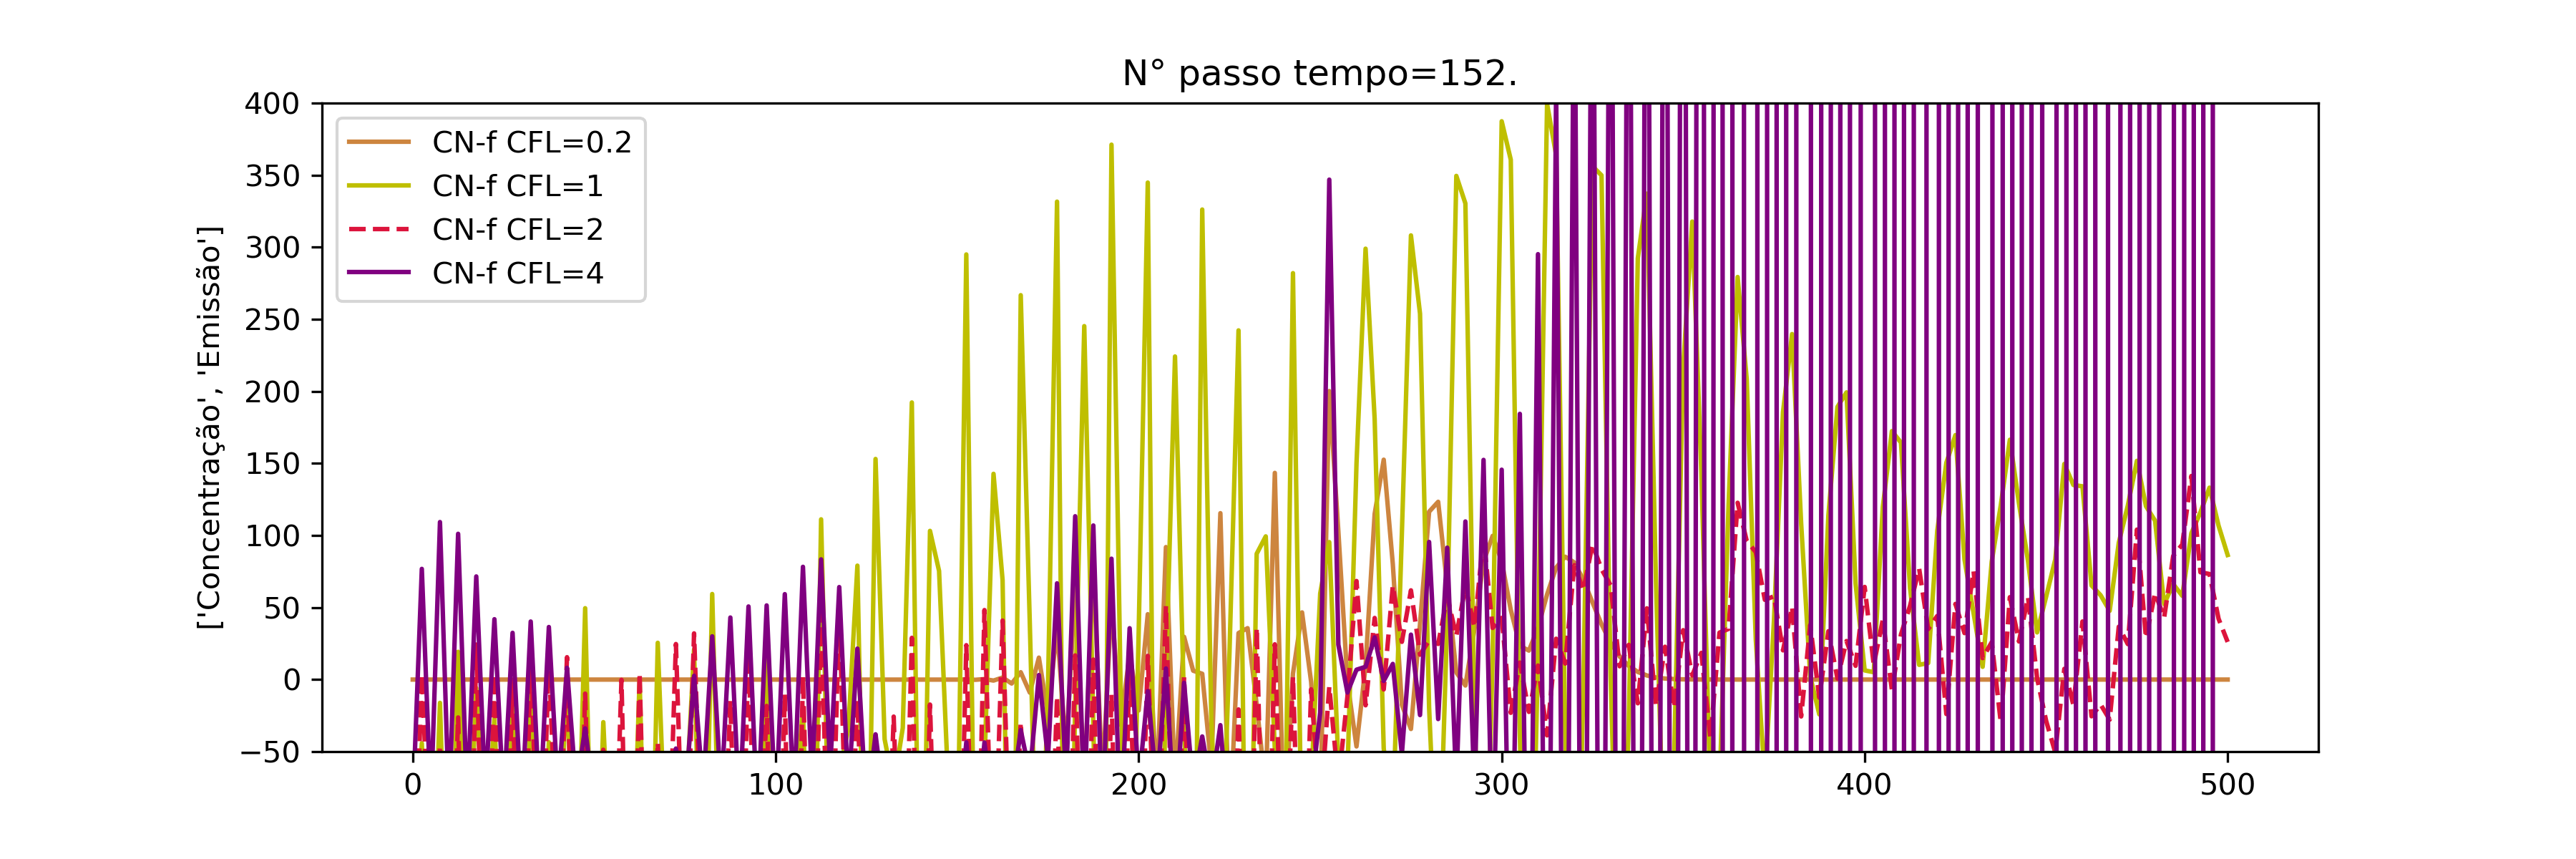 N° passo tempo=152.
['Concentração', 'Emissão']
400
350
300
250
200
150
100
50
0
−50
CN-f CFL=0.2
CN-f CFL=1
CN-f CFL=2
CN-f CFL=4
0 100 200 300 400 500